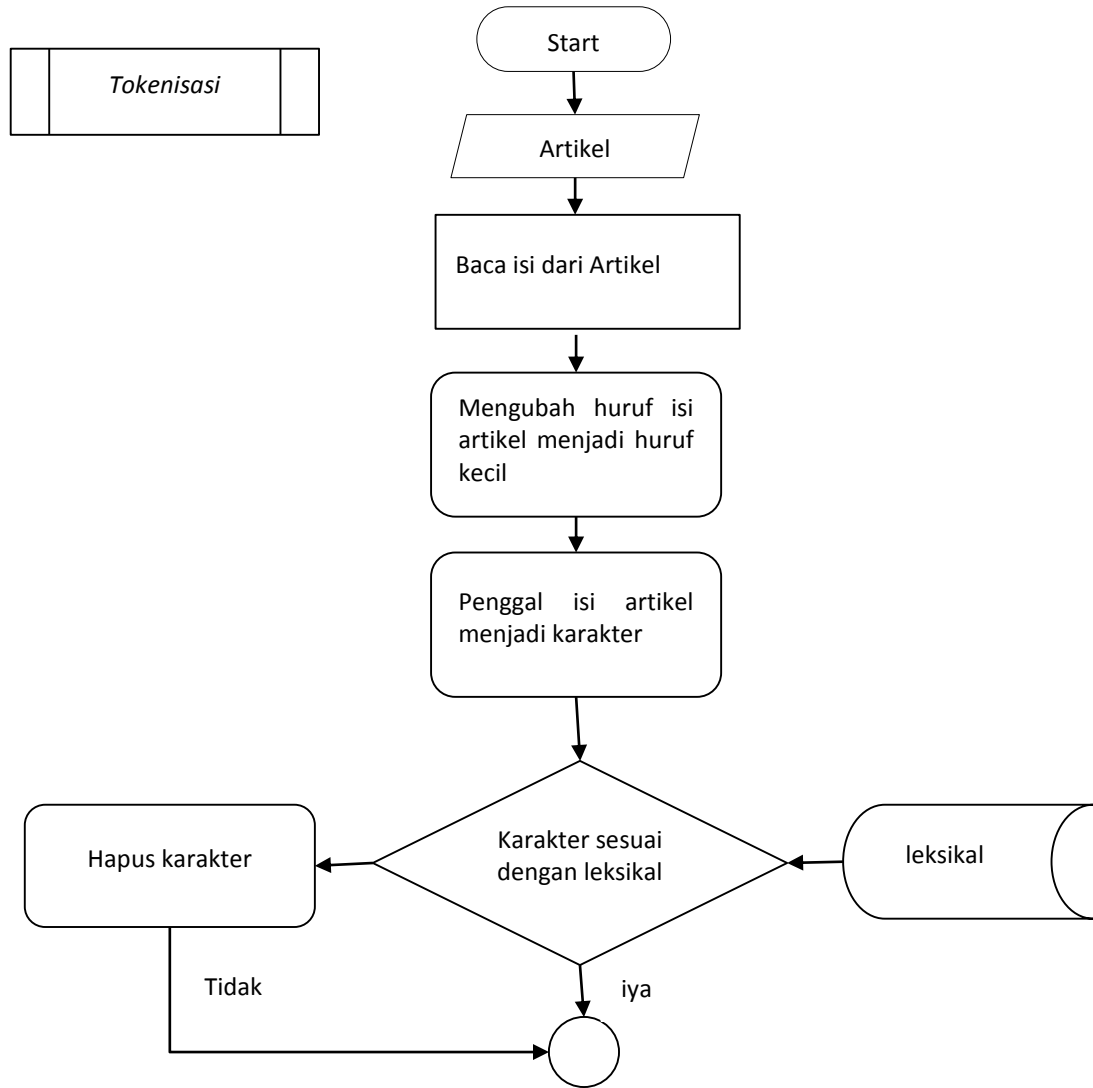 Start
Tokenisasi
Artikel
Baca isi dari Artikel
Mengubah huruf isi
artikel menjadi huruf
kecil
Penggal isi artikel
menjadi karakter
Karakter sesuai
dengan leksikal
Hapus karakter
leksikal
Tidak
iya